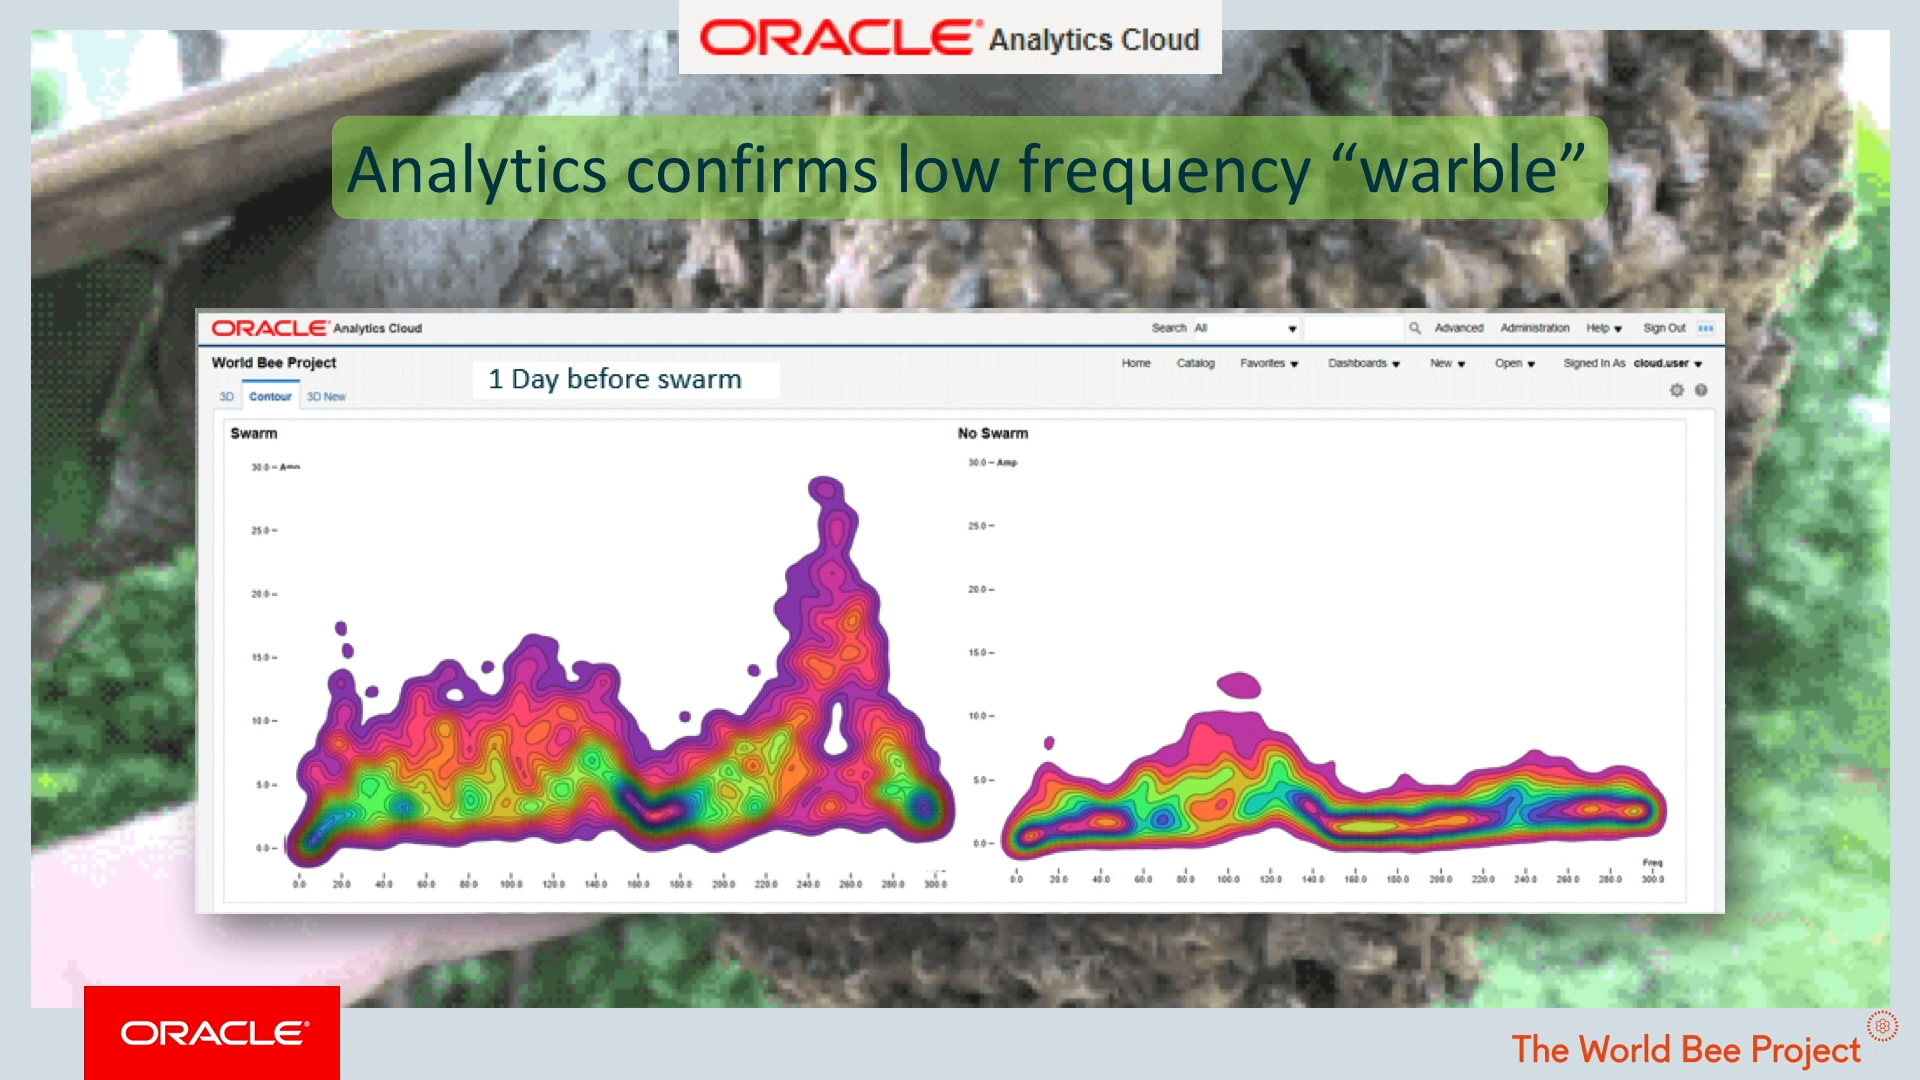 ORACLE Analytics Cloud
Analytics confirms low frequency “warble”
ORACLE Analytics Cloud
Search All
Advanced Administration Help Sign Out
World Bee Project
1 Day before swarm
Home Catalog Favorites Dashboards New Open Signed In As cloud.user
3D Contour 3D New
Swarm
30.0 Amp
25.0
20.0
15.0
10.0
5.0
0.0
0.0 20.0 40.0 60.0 80.0 100.0 120.0 140.0 160.0 180.0 200.0 220.0 240.0 260.0 280.0 300.0
No Swarm
30.0 Amp
25.0
20.0
15.0
10.0
5.0
0.0
Freq
0.0 20.0 40.0 60.0 80.0 100.0 120.0 140.0 160.0 180.0 200.0 220.0 240.0 260.0 280.0 300.0
ORACLE
The World Bee Project